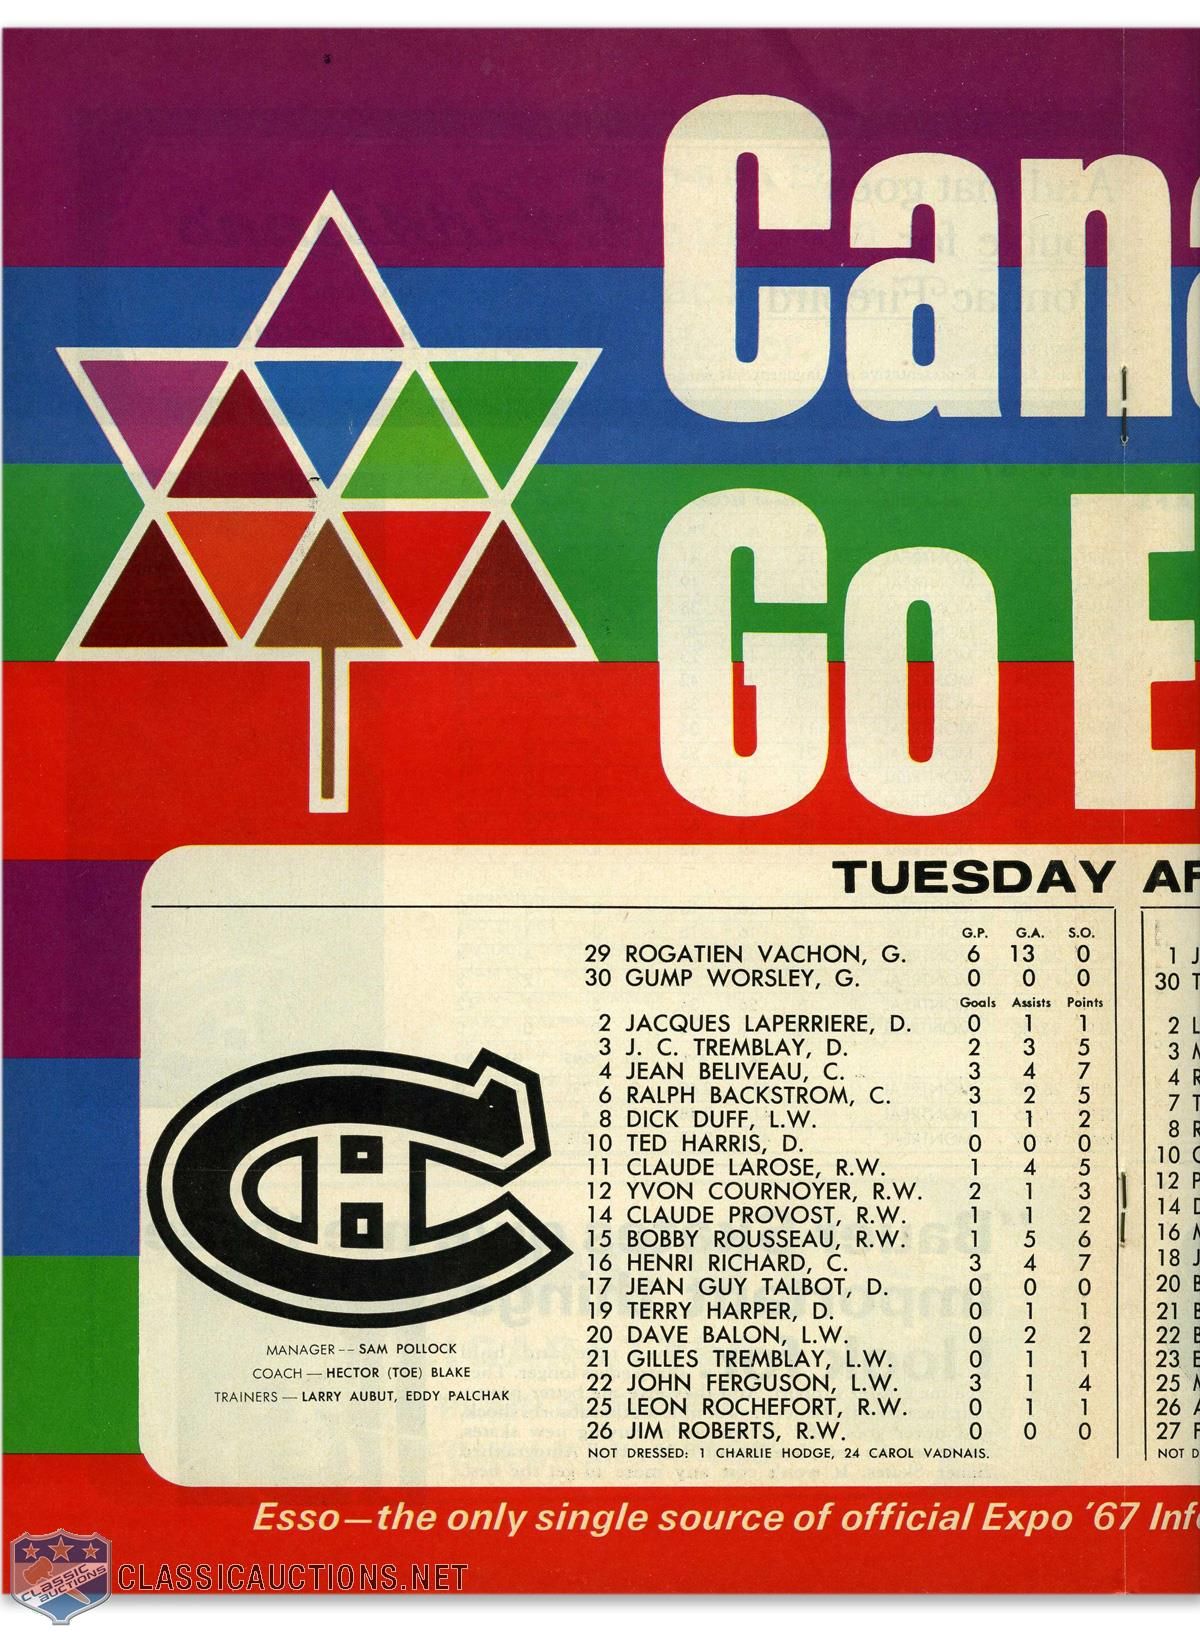 Can
Go E
TUESDAY
G.P. G.A. S.O.
29 ROGATIEN VACHON, G. 6 13 0
30 GUMP WORSLEY, G. 0 0 0
Goals Assists Points
2 JACQUES LAPERRIERE, D. 0 1 1
3 J. C. TREMBLAY, D. 2 3 5
4 JEAN BELIVEAU, C. 3 4 7
6 RALPH BACKSTROM, C. 3 2 5
8 DICK DUFF, L.W. 1 1 2
10 TED HARRIS, D. 0 0 0
11 CLAUDE LAROSE, R.W. 1 4 5
12 YVON COURNOYER, R.W. 2 1 3
14 CLAUDE PROVOST, R.W. 1 1 2
15 BOBBY ROUSSEAU, R.W. 1 5 6
16 HENRI RICHARD, C. 3 4 7
17 JEAN GUY TALBOT, D. 0 0 0
19 TERRY HARPER, D. 0 1 1
20 DAVE BALON, L.W. 0 2 2
21 GILLES TREMBLAY, L.W. 0 1 1
22 JOHN FERGUSON, L.W. 3 1 4
25 LEON ROCHEFORT, R.W. 0 1 1
26 JIM ROBERTS, R.W. 0 0 0
NOT DRESSED: 1 CHARLIE HODGE, 24 CAROL VADNAIS.
CH
MANAGER -- SAM POLLOCK
COACH — HECTOR (TOE) BLAKE
TRAINERS — LARRY AUBUT, EDDY PALCHAK
1 J
30 T
2 L
3
4 R
7 T
8 R
10
12 P
14
16
18 J
20
21
22
23
25
26
27
NOT D
Esso—the only single source of official Expo '67 Inf
CLASSIC AUCTIONS
CLASSICAUCTIONS.NET